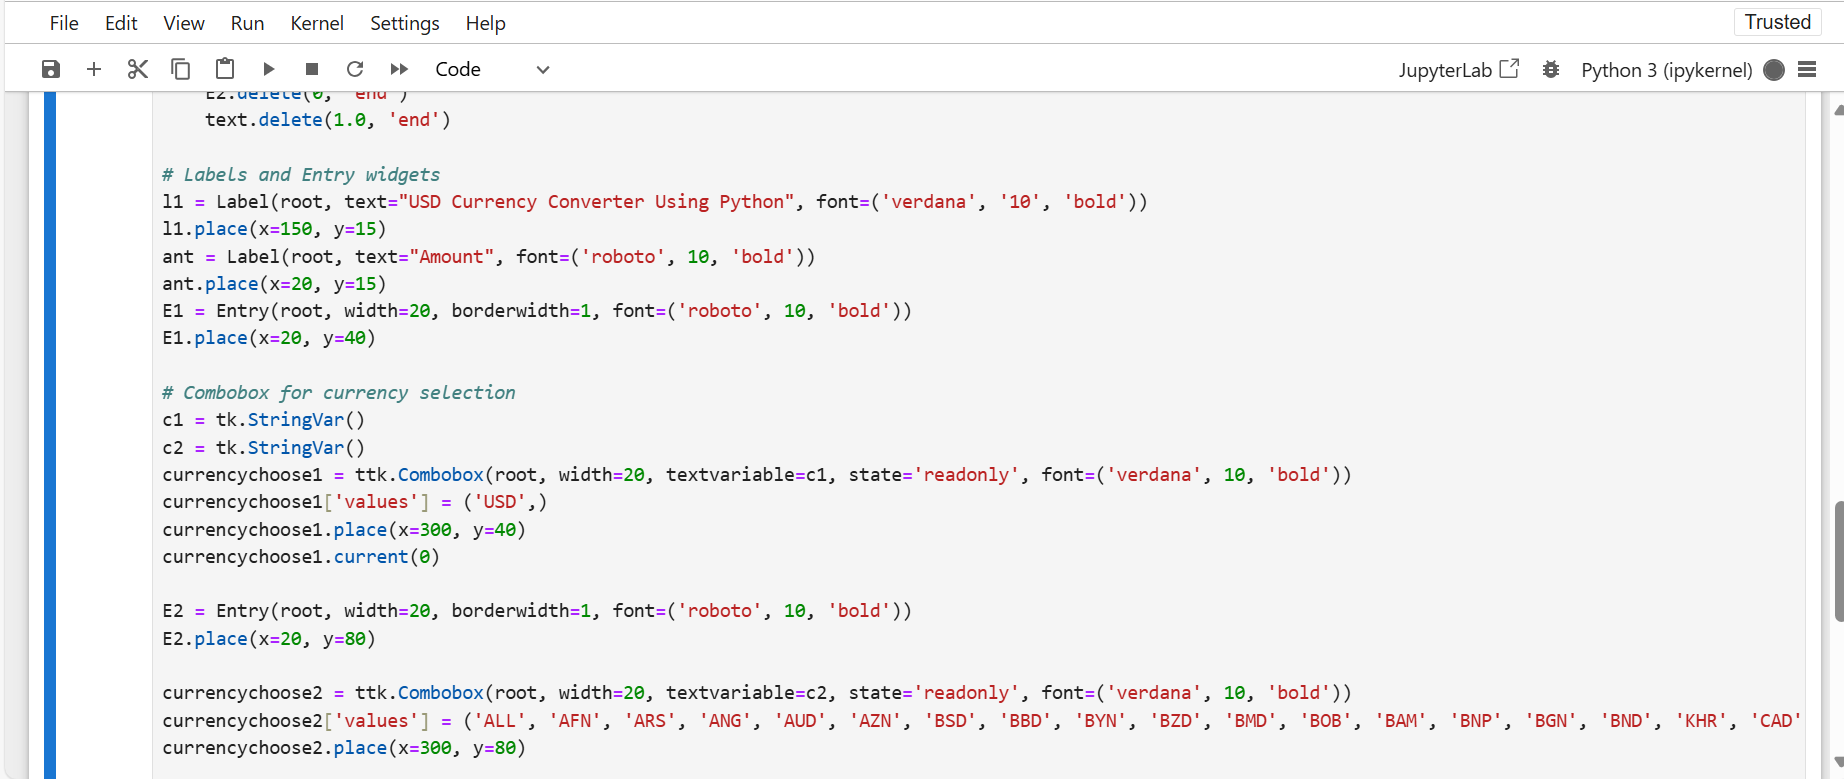 File Edit View Run Kernel Settings Help Trusted
Code JupyterLab Python 3 (ipykernel)
E2.delete(0, 'end')
text.delete(1.0, 'end')
# Labels and Entry widgets
l1 = Label(root, text="USD Currency Converter Using Python", font=('verdana', '10', 'bold'))
l1.place(x=150, y=15)
ant = Label(root, text="Amount", font=('roboto', 10, 'bold'))
ant.place(x=20, y=15)
E1 = Entry(root, width=20, borderwidth=1, font=('roboto', 10, 'bold'))
E1.place(x=20, y=40)
# Combobox for currency selection
c1 = tk.StringVar()
c2 = tk.StringVar()
currencychoose1 = ttk.Combobox(root, width=20, textvariable=c1, state='readonly', font=('verdana', 10, 'bold'))
currencychoose1['values'] = ('USD',)
currencychoose1.place(x=300, y=40)
currencychoose1.current(0)
E2 = Entry(root, width=20, borderwidth=1, font=('roboto', 10, 'bold'))
E2.place(x=20, y=80)
currencychoose2 = ttk.Combobox(root, width=20, textvariable=c2, state='readonly', font=('verdana', 10, 'bold'))
currencychoose2['values'] = ('ALL', 'AFN', 'ARS', 'ANG', 'AUD', 'AZN', 'BSD', 'BBD', 'BYN', 'BZD', 'BMD', 'BOB', 'BAM', 'BNP', 'BGN', 'BND', 'KHR', 'CAD'
currencychoose2.place(x=300, y=80)